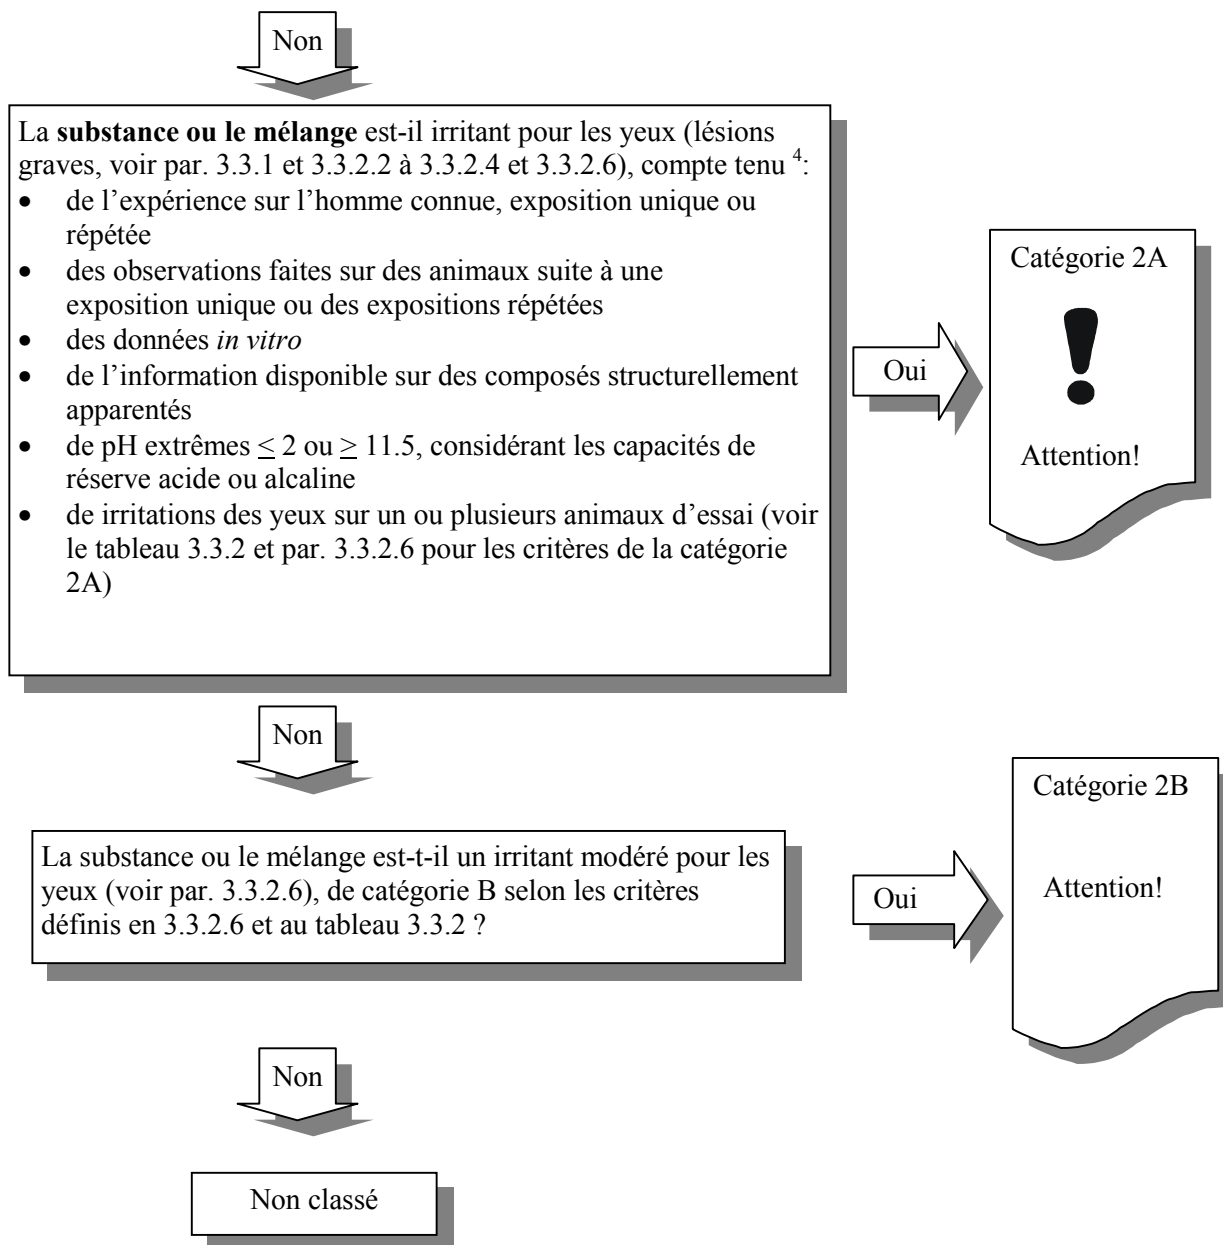 Non
La substance ou le mélange est-il irritant pour les yeux (lésions
graves, voir par. 3.3.1 et 3.3.2.2 à 3.3.2.4 et 3.3.2.6), compte tenu 4:
• de l’expérience sur l’homme connue, exposition unique ou
répétée
• des observations faites sur des animaux suite à une
exposition unique ou des expositions répétées
• des données in vitro
• de l’information disponible sur des composés structurellement
apparentés
• de pH extrêmes ≤ 2 ou ≥ 11.5, considérant les capacités de
réserve acide ou alcaline
• de irritations des yeux sur un ou plusieurs animaux d’essai (voir
le tableau 3.3.2 et par. 3.3.2.6 pour les critères de la catégorie
2A)
Oui
Catégorie 2A
!
Attention!
Non
La substance ou le mélange est-t-il un irritant modéré pour les
yeux (voir par. 3.3.2.6), de catégorie B selon les critères
définis en 3.3.2.6 et au tableau 3.3.2 ?
Oui
Catégorie 2B
Attention!
Non
Non classé